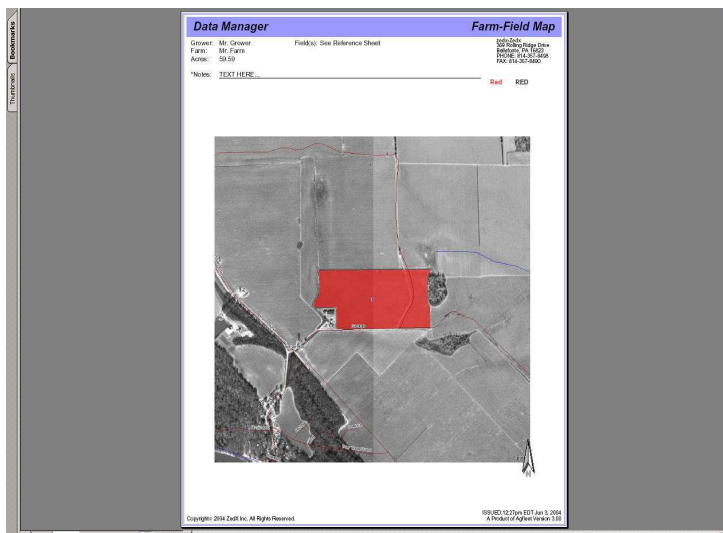 Bookmarks
Thumbnails
Data Manager
Farm-Field Map
Grower: Mr. Grower
Field(s): See Reference Sheet
Farm: Mr. Farm
Acres: 59.59
zedx-Zedx
369 Rolling Ridge Drive
Bellefonte, PA 16823
PHONE: 814-357-8498
FAX: 814-357-8490
*Notes: TEXT HERE...
Red RED
N
Copyright© 2004 ZedX Inc. All Rights Reserved.
ISSUED:12:27pm EDT Jun 3, 2004
A Product of Agfleet Version 3.00